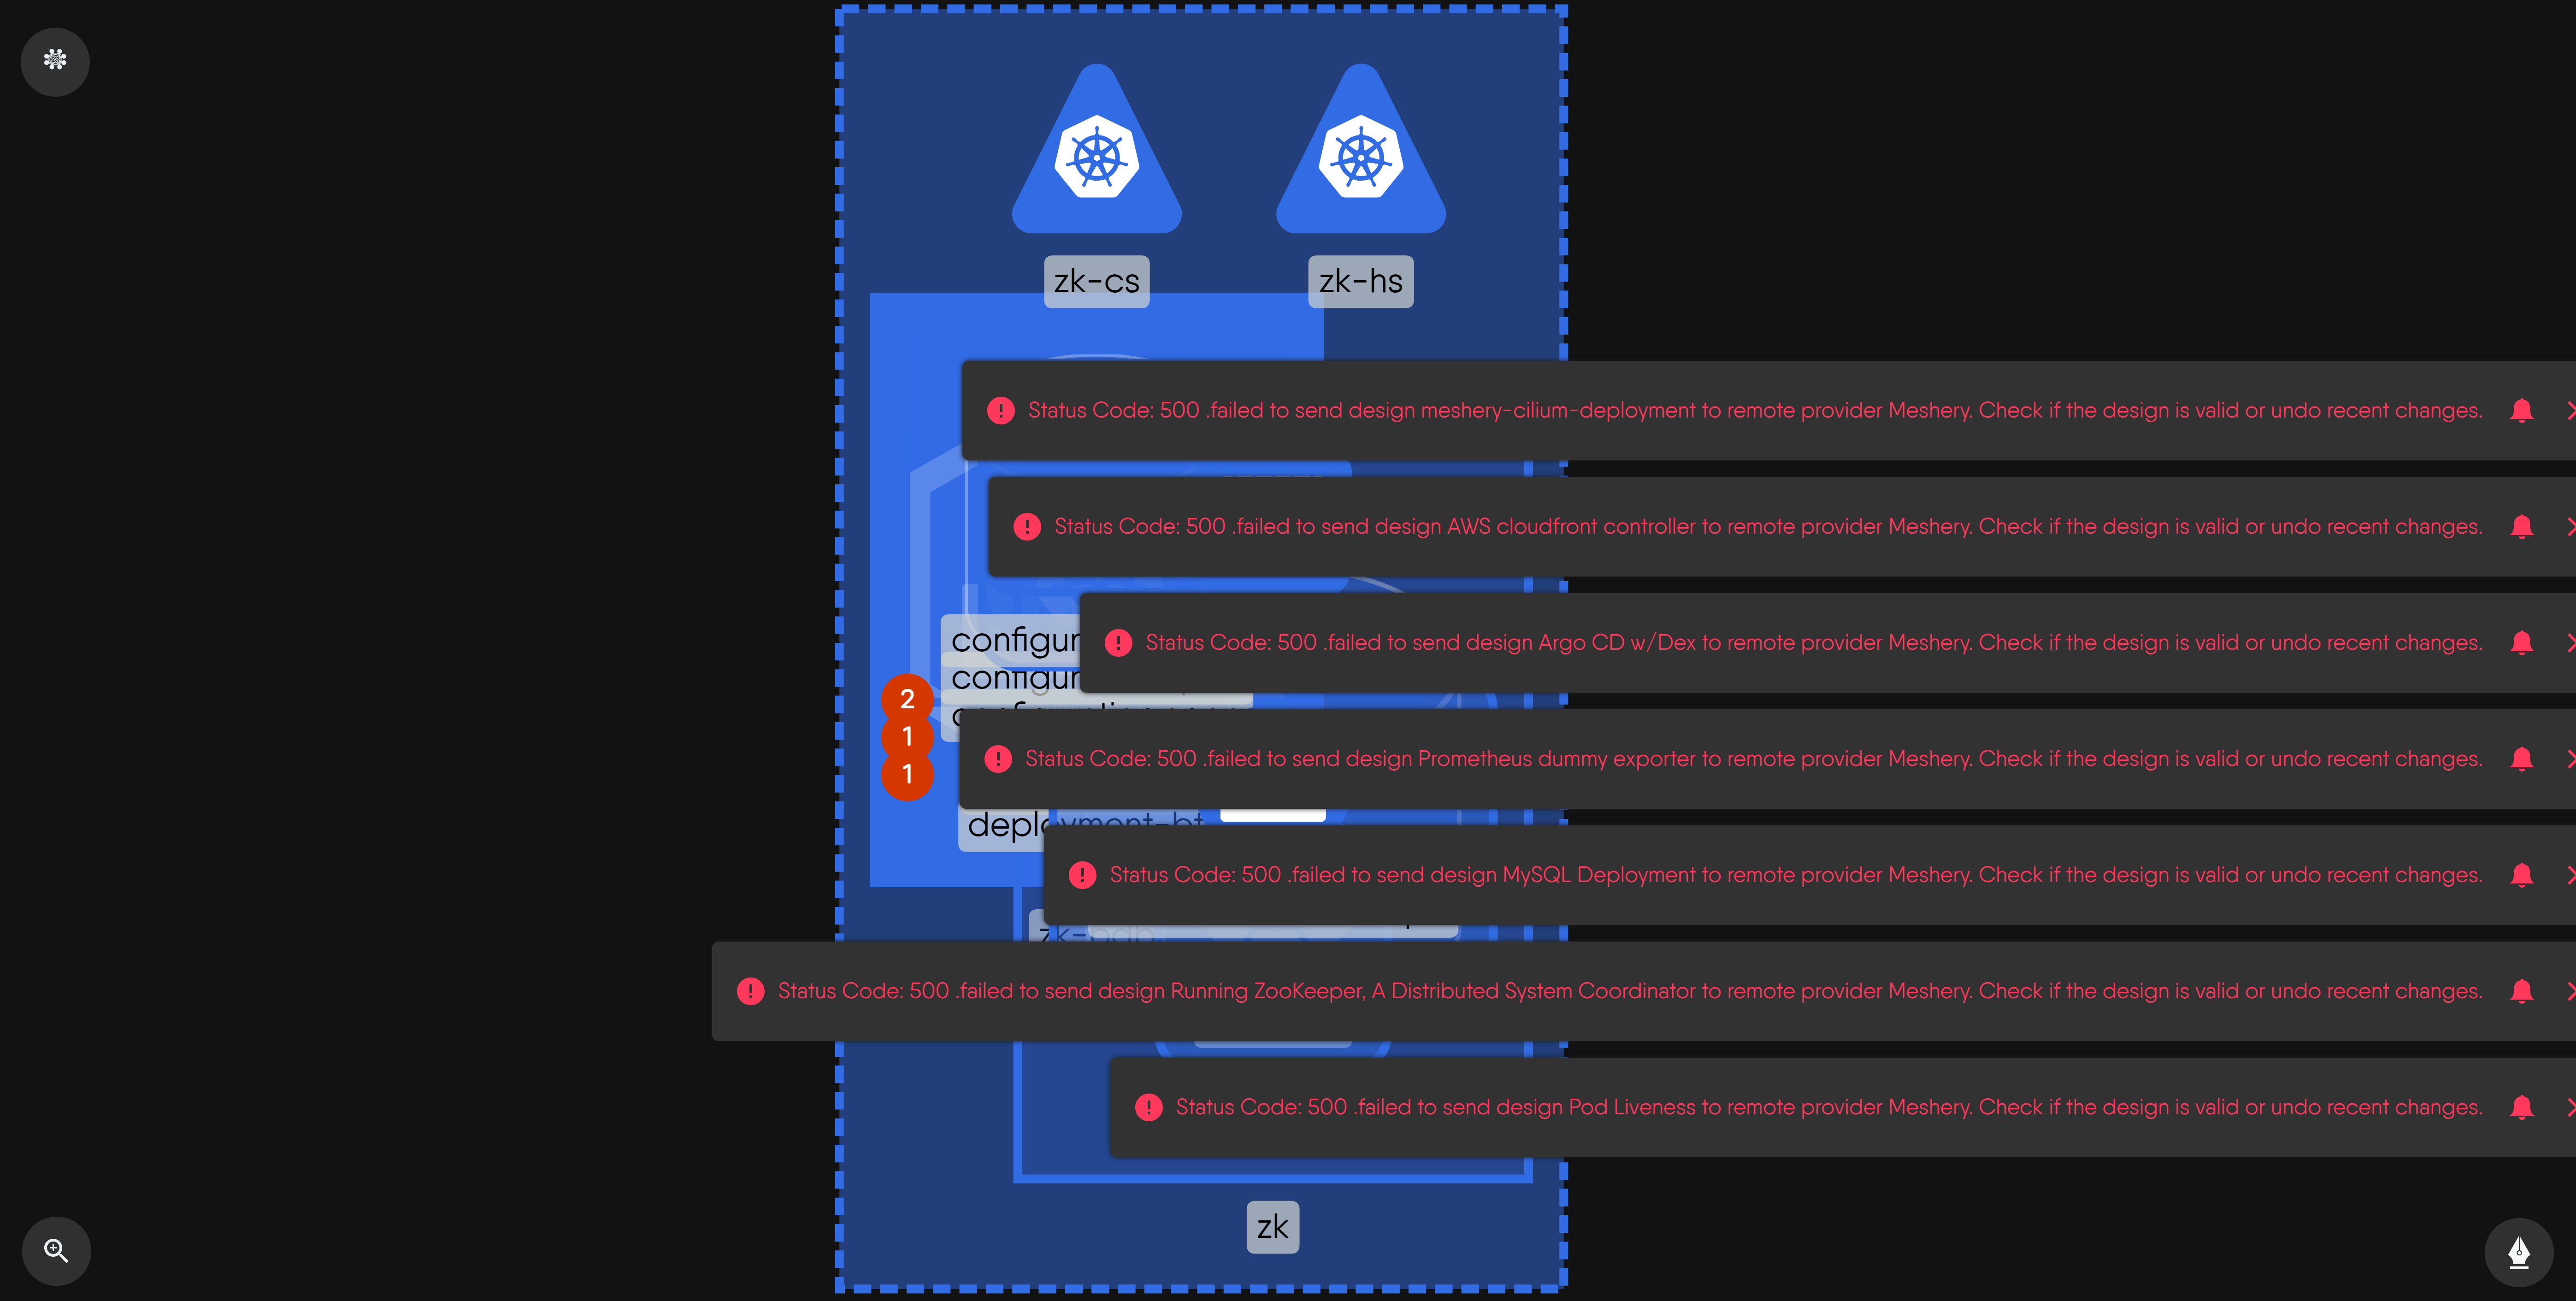 zk-cs
zk-hs
Status Code: 500 .failed to send design meshery-cilium-deployment to remote provider Meshery. Check if the design is valid or undo recent changes.
Status Code: 500 .failed to send design AWS cloudfront controller to remote provider Meshery. Check if the design is valid or undo recent changes.
configur
Status Code: 500 .failed to send design Argo CD w/Dex to remote provider Meshery. Check if the design is valid or undo recent changes.
configur
2
1
Status Code: 500 .failed to send design Prometheus dummy exporter to remote provider Meshery. Check if the design is valid or undo recent changes.
1
deployment-bt
Status Code: 500 .failed to send design MySQL Deployment to remote provider Meshery. Check if the design is valid or undo recent changes.
zk-pdb
Status Code: 500 .failed to send design Running ZooKeeper, A Distributed System Coordinator to remote provider Meshery. Check if the design is valid or undo recent changes.
Status Code: 500 .failed to send design Pod Liveness to remote provider Meshery. Check if the design is valid or undo recent changes.
zk